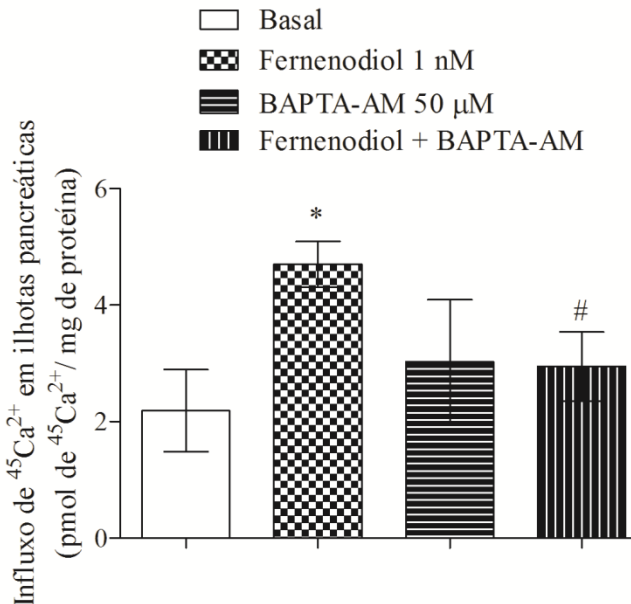 Basal
Fernenodiol 1 nM
BAPTA-AM 50 μM
Fernenodiol + BAPTA-AM
Influxo de ⁴⁵Ca²⁺ em ilhotas pancreáticas
(pmol de ⁴⁵Ca²⁺/ mg de proteína)
6
4
2
0
*
#